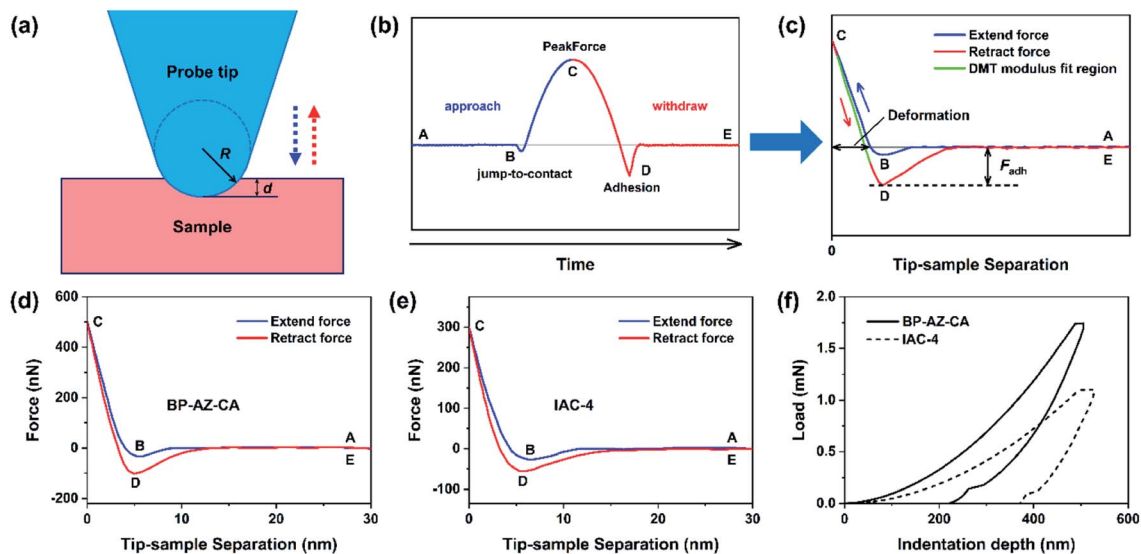 (a)
Probe tip
R
d
Sample
(b)
PeakForce
C
approach
withdraw
A
E
B
D
jump-to-contact
Adhesion
Time
(c)
C
Extend force
Retract force
DMT modulus fit region
Deformation
A
B
E
D
Fadh
0
Tip-sample Separation
(d)
600
400
200
0
-200
Force (nN)
C
Extend force
Retract force
BP-AZ-CA
B
A
E
D
0
10
20
30
Tip-sample Separation (nm)
(e)
300
200
100
0
-100
Force (nN)
C
Extend force
Retract force
IAC-4
B
A
E
D
0
10
20
30
Tip-sample Separation (nm)
(f)
2.0
1.5
1.0
0.5
0.0
Load (mN)
BP-AZ-CA
IAC-4
0
200
400
600
Indentation depth (nm)